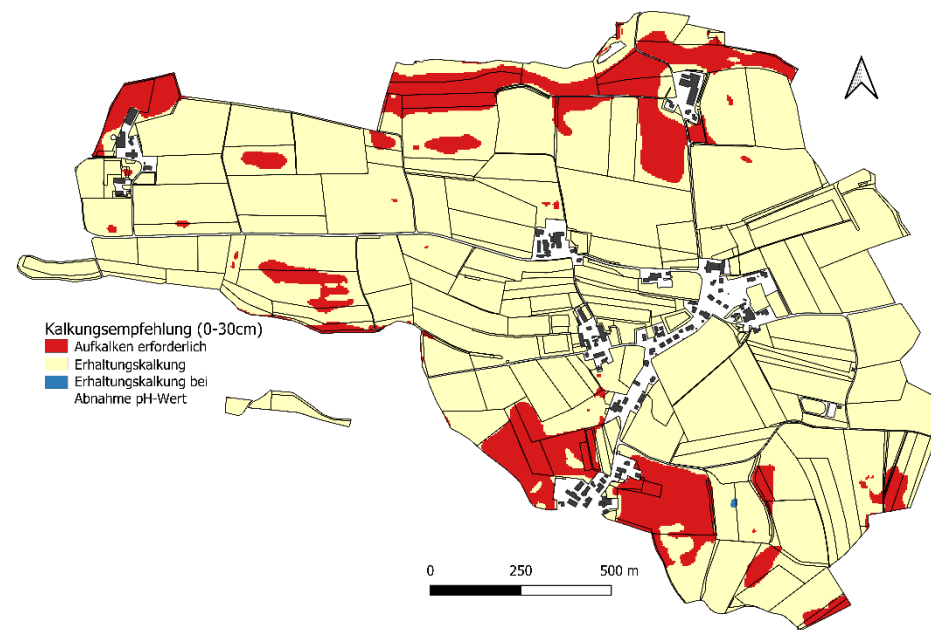 Kalkungsempfehlung (0-30cm)
Aufkalken erforderlich
Erhaltungskalkung
Erhaltungskalkung bei
Abnahme pH-Wert
0 250 500 m